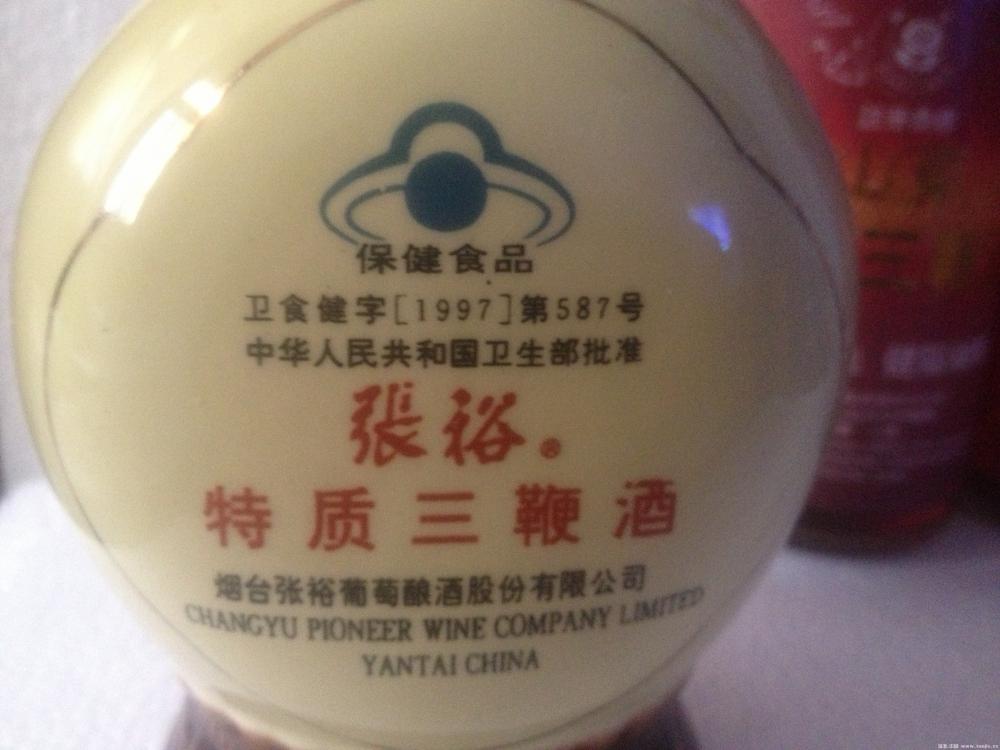 保健食品
卫食健字[1997]第587号
中华人民共和国卫生部批准
張裕®
特质三鞭酒
烟台张裕葡萄酿酒股份有限公司
CHANGYU PIONEER WINE COMPANY LIMITED
YANTAI CHINA